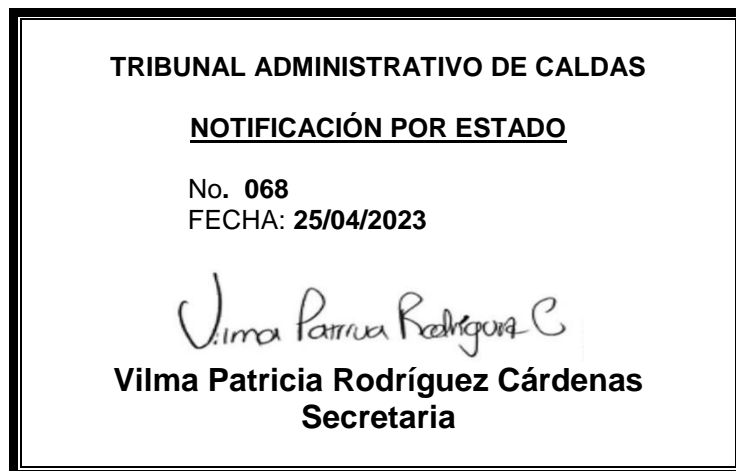 TRIBUNAL ADMINISTRATIVO DE CALDAS
NOTIFICACIÓN POR ESTADO
No. 068
FECHA: 25/04/2023
Vilma Patricia Rodríguez C
Vilma Patricia Rodríguez Cárdenas
Secretaria